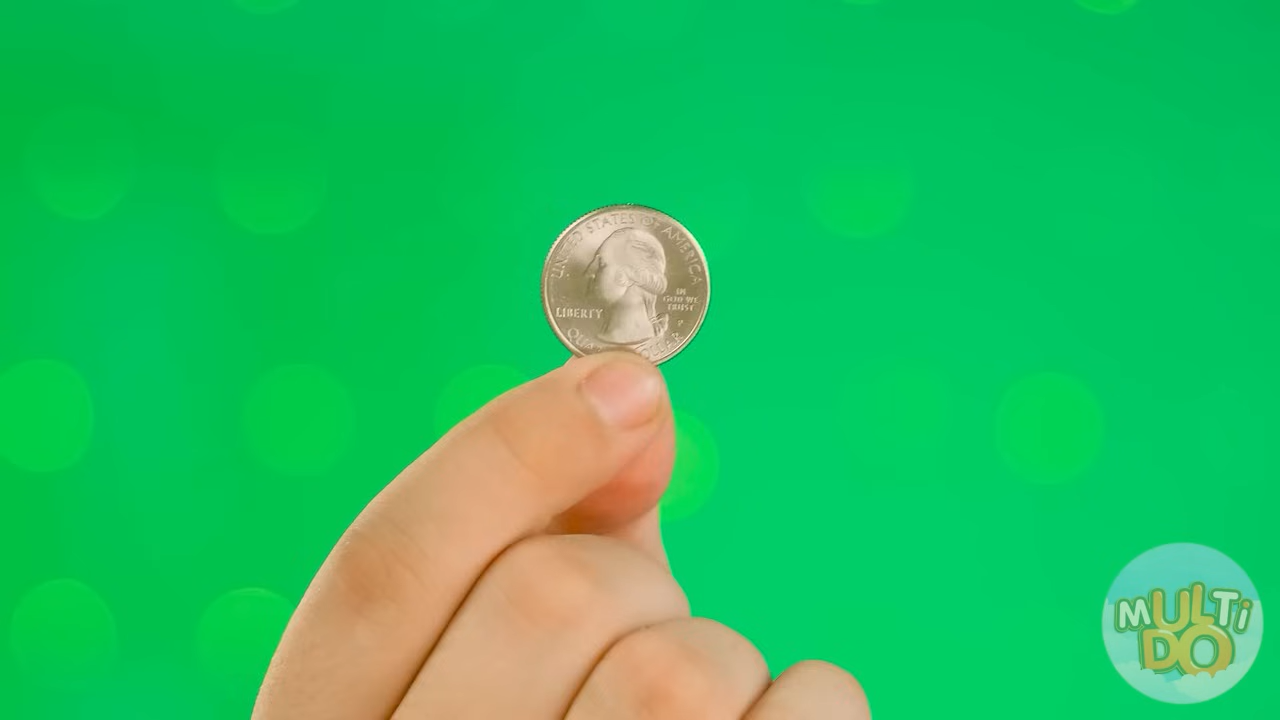 UNITED STATES OF AMERICA
LIBERTY
IN
GOD WE
TRUST
P
MULTi
DO